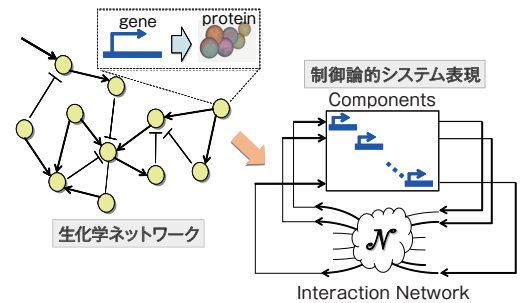 gene
protein
制御論的システム表現
Components
生化学ネットワーク
N
Interaction Network